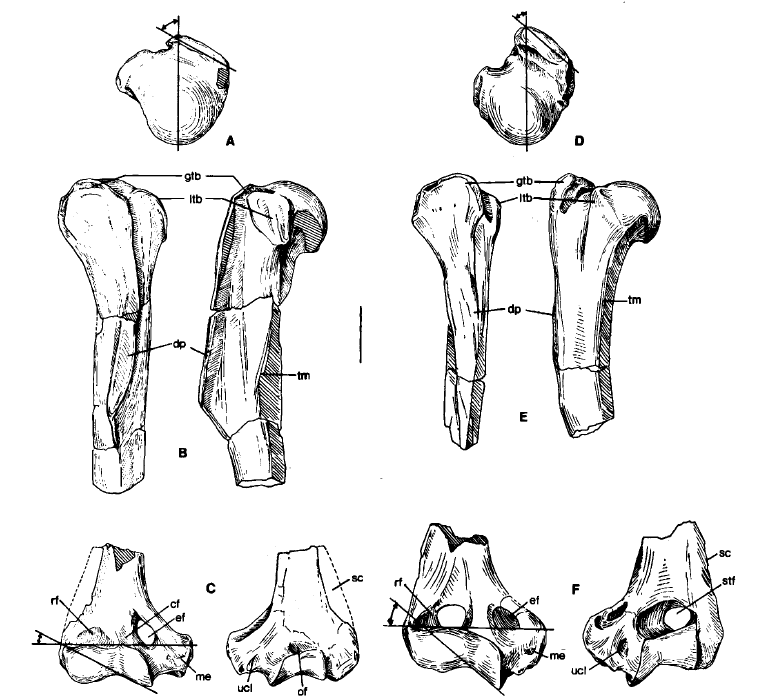 A
D
gtb
ltb
gtb
ltb
dp
tm
dp
tm
B
E
C
F
rf
cf
ef
me
sc
ucl
of
rf
ef
me
sc
stf
ucl